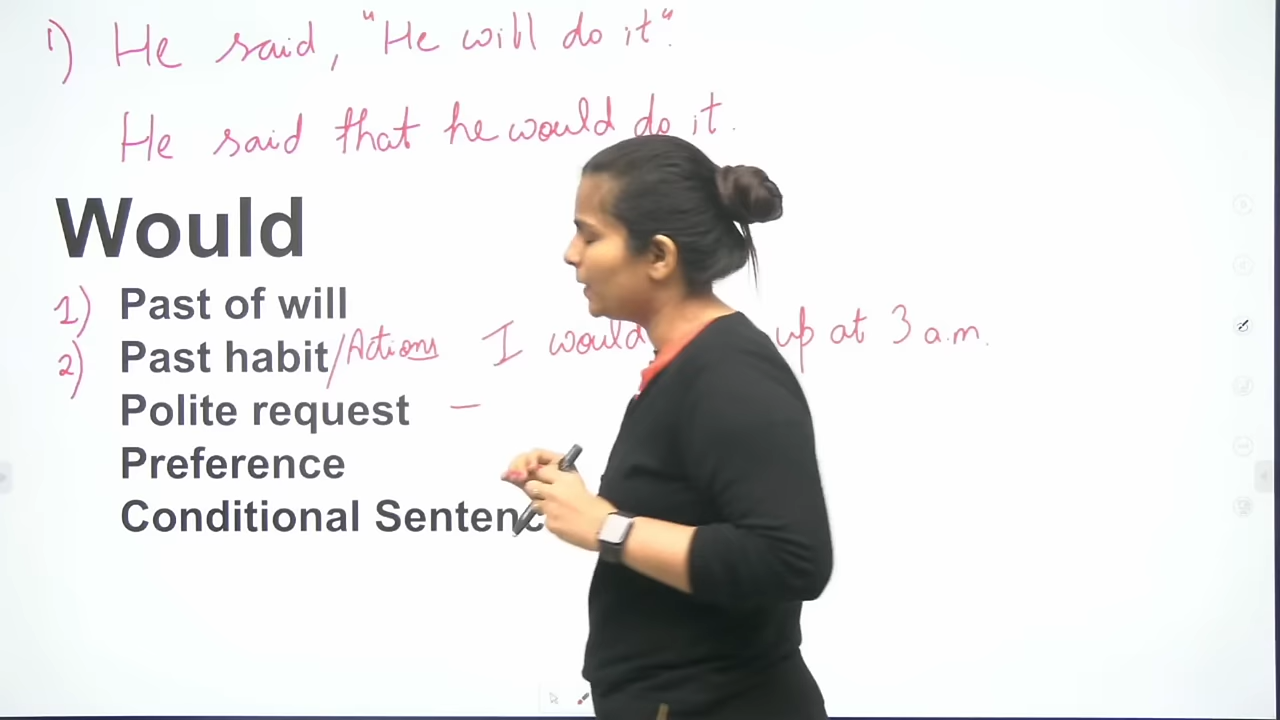 1) He said, "He will do it".
He said that he would do it.
Would
1) Past of will
2) Past habit/Actions I would up at 3 a.m.
Polite request —
Preference
Conditional Sentenc